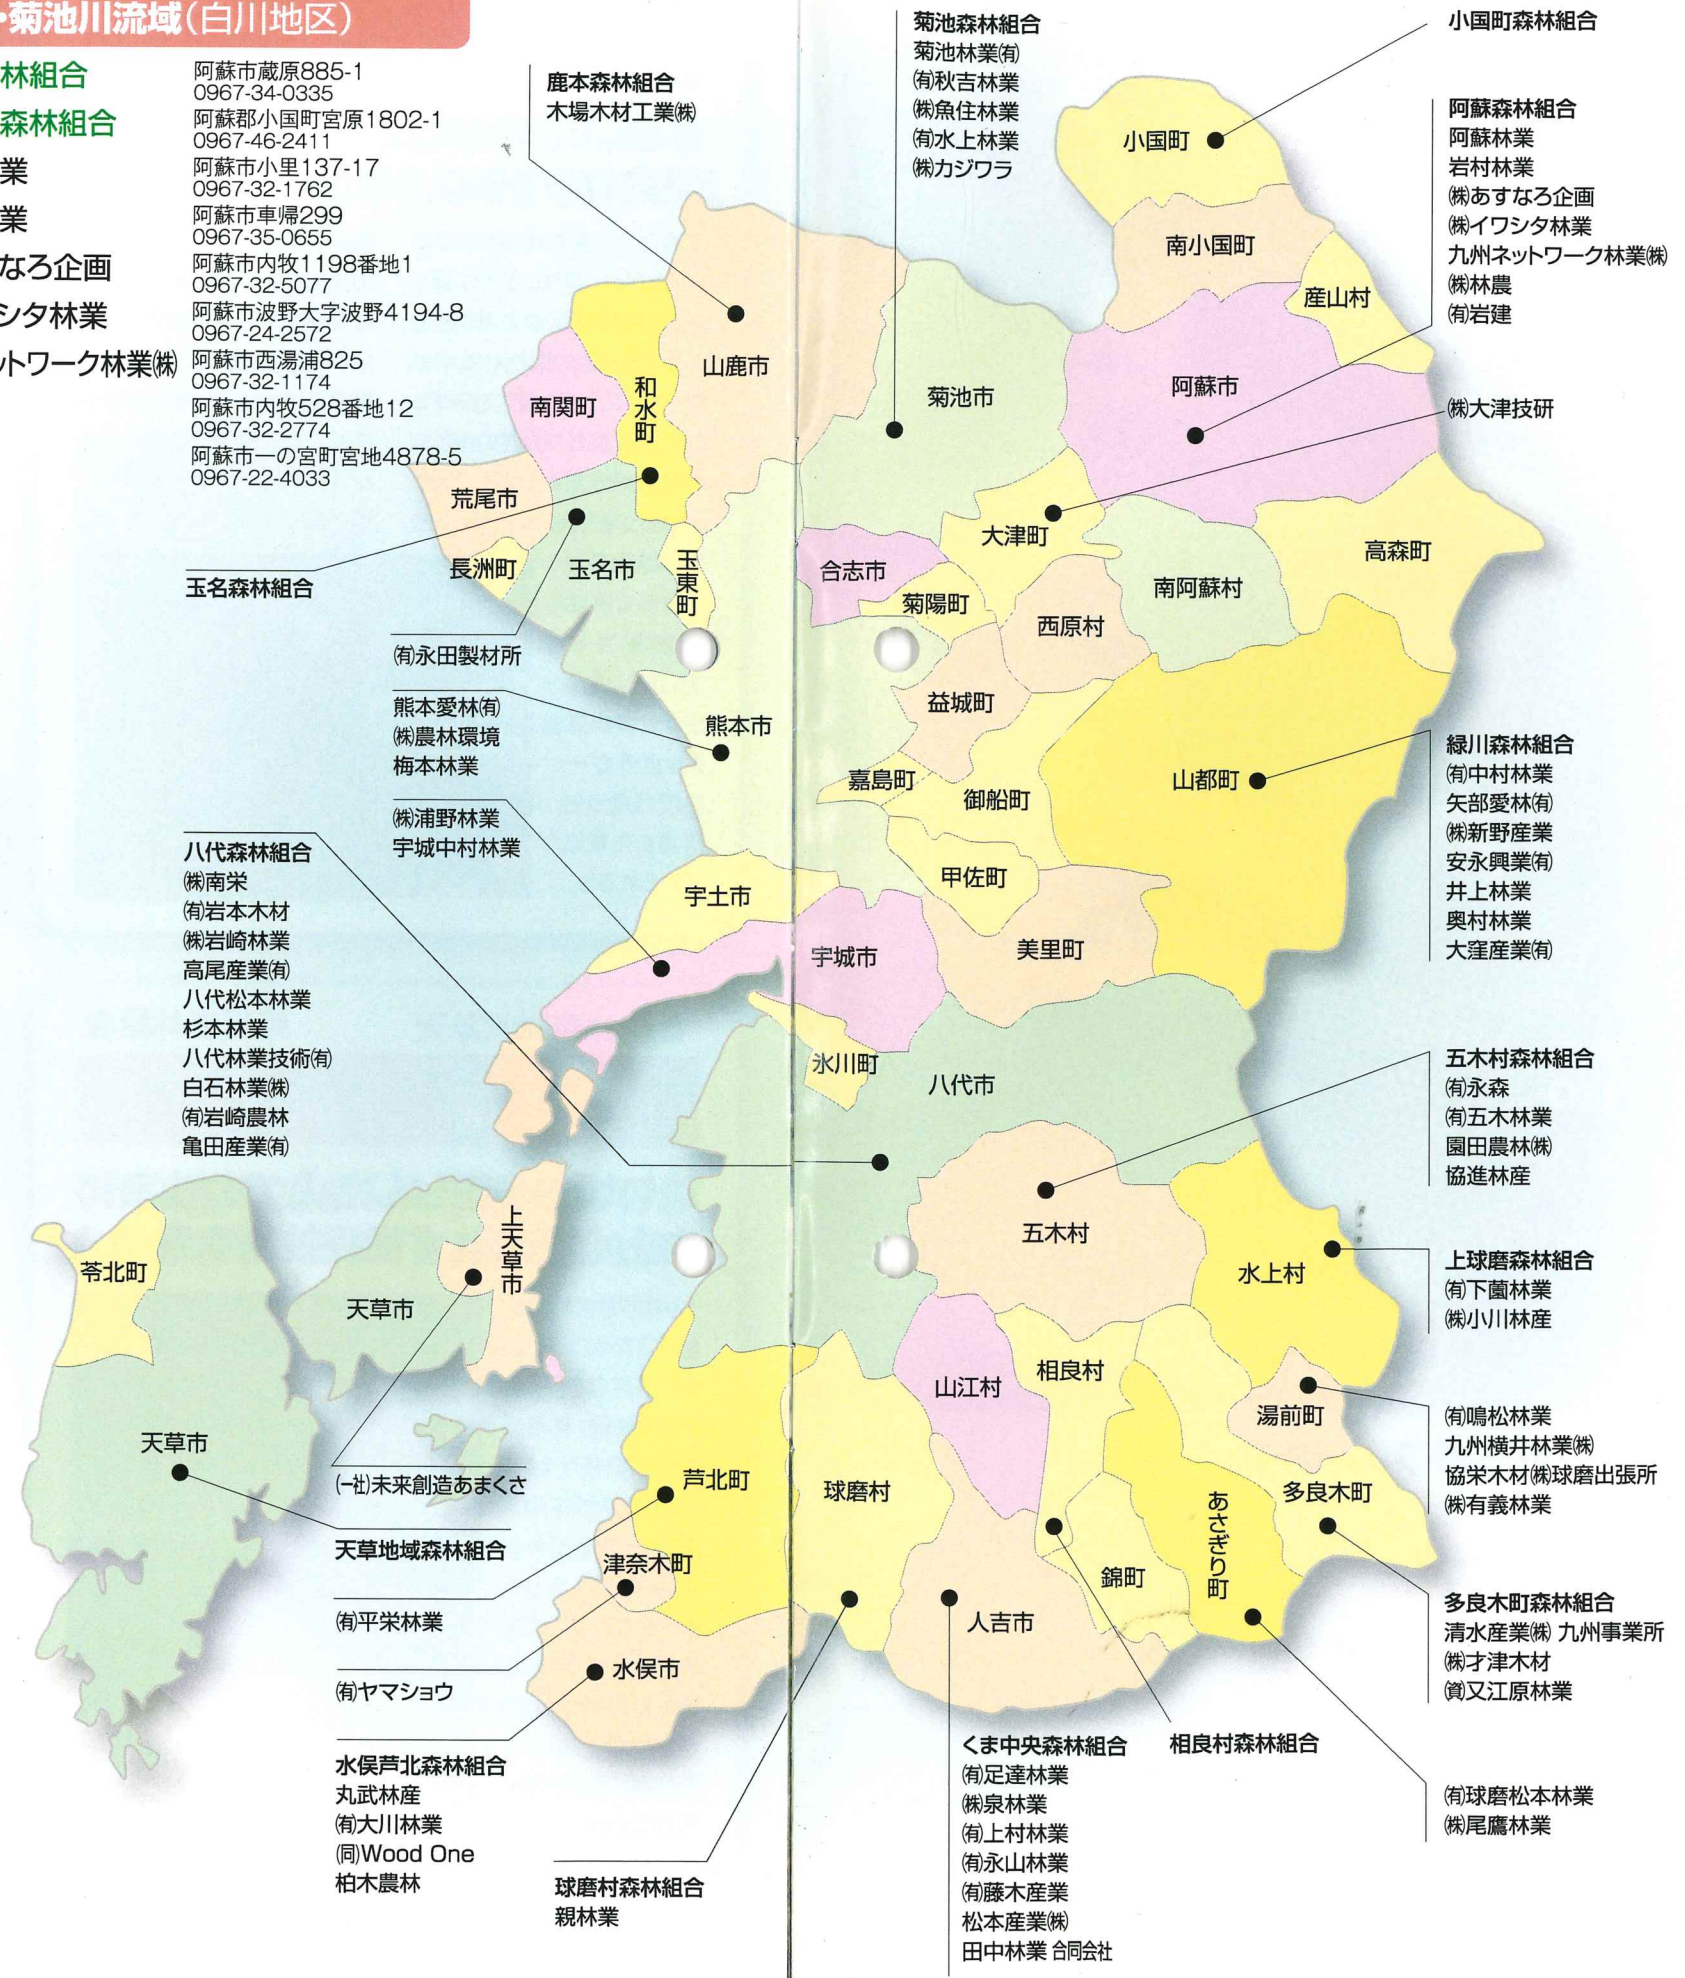 ・菊池川流域(白川地区)
林組合
阿蘇市蔵原885-1
0967-34-0335
森林組合
阿蘇郡小国町宮原1802-1
0967-46-2411
業
阿蘇市小里137-17
0967-32-1762
業
阿蘇市車帰299
0967-35-0655
なろ企画
阿蘇市内牧1198番地1
0967-32-5077
シタ林業
阿蘇市波野大字波野4194-8
0967-24-2572
ットワーク林業㈱
阿蘇市西湯浦825
0967-32-1174
阿蘇市内牧528番地12
0967-32-2774
阿蘇市一の宮町宮地4878-5
0967-22-4033
鹿本森林組合
木場木材工業㈱
菊池森林組合
菊池林業㈲
㈲秋吉林業
㈱魚住林業
㈲水上林業
㈱カジワラ
小国町森林組合
阿蘇森林組合
阿蘇林業
岩村林業
㈱あすなろ企画
㈱イワシタ林業
九州ネットワーク林業㈱
㈱林農
㈲岩建
㈱大津技研
小国町
南小国町
産山村
阿蘇市
山鹿市
和水町
南関町
菊池市
荒尾市
長洲町
玉名市
玉東町
合志市
大津町
菊陽町
西原村
南阿蘇村
高森町
玉名森林組合
㈲永田製材所
熊本愛林㈲
㈱農林環境
梅本林業
㈱浦野林業
宇城中村林業
熊本市
益城町
嘉島町
御船町
山都町
甲佐町
宇土市
宇城市
美里町
氷川町
八代市
緑川森林組合
㈲中村林業
矢部愛林㈲
㈱新野産業
安永興業㈲
井上林業
奥村林業
大窪産業㈲
八代森林組合
㈱南栄
㈲岩本木材
㈱岩崎林業
高尾産業㈲
八代松本林業
杉本林業
八代林業技術㈲
白石林業㈱
㈲岩崎農林
亀田産業㈲
五木村森林組合
㈲永森
㈲五木林業
園田農林㈱
協進林産
五木村
水上村
上球磨森林組合
㈲下薗林業
㈱小川林産
苓北町
天草市
上天草市
天草市
山江村
相良村
湯前町
㈲鳴松林業
九州横井林業㈱
協栄木材㈱球磨出張所
㈱有義林業
芦北町
球磨村
多良木町
あさぎり町
津奈木町
錦町
人吉市
水俣市
(一社)未来創造あまくさ
天草地域森林組合
㈲平栄林業
㈲ヤマショウ
水俣芦北森林組合
丸武林産
㈲大川林業
(同)Wood One
柏木農林
球磨村森林組合
親林業
くま中央森林組合
㈲足達林業
㈱泉林業
㈲上村林業
㈲永山林業
㈲藤木産業
松本産業㈱
田中林業 合同会社
相良村森林組合
多良木町森林組合
清水産業㈱ 九州事業所
㈱才津木材
㈾又江原林業
㈲球磨松本林業
㈱尾鷹林業